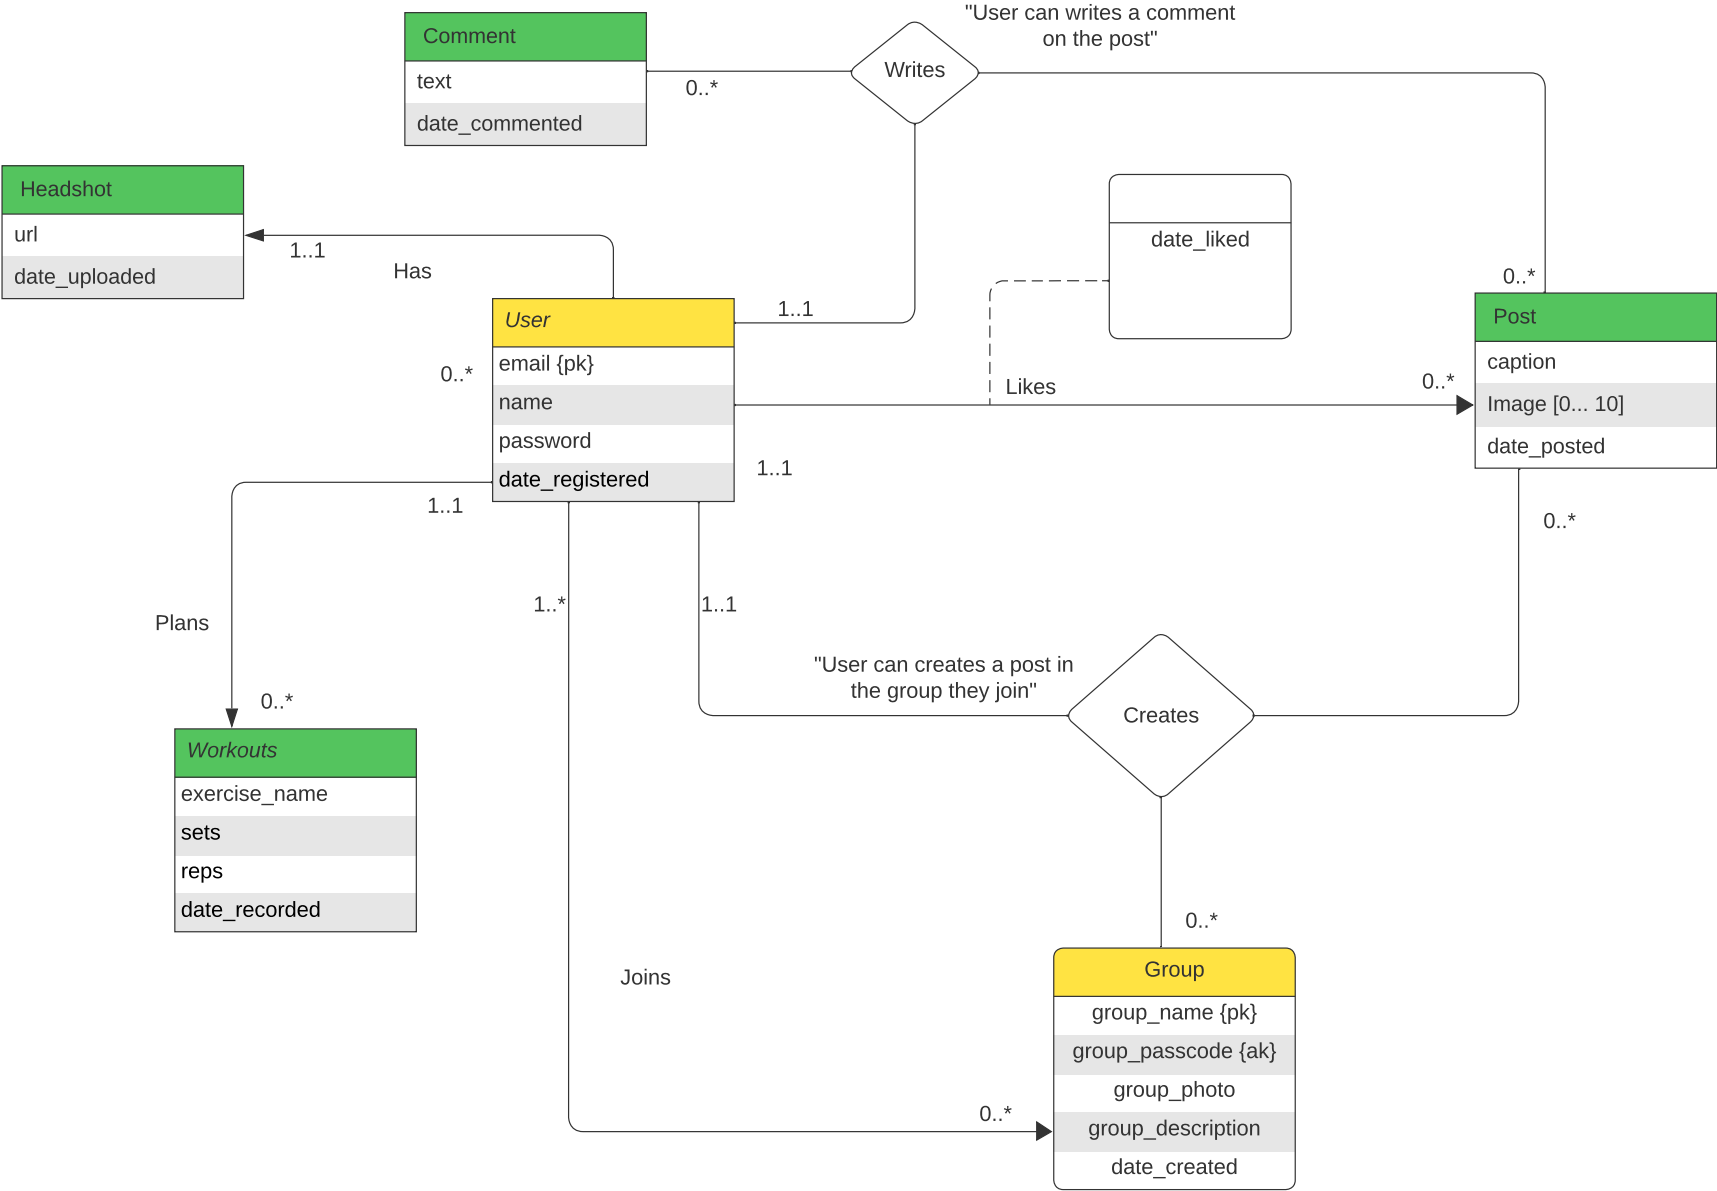 "User can writes a comment
on the post"
Comment
text
date_commented
0..*
Writes
Headshot
url
date_uploaded
1..1
Has
date_liked
0..*
1..1
User
email {pk}
name
password
date_registered
0..*
Likes
0..*
Post
caption
Image [0... 10]
date_posted
1..1
1..1
0..*
1..*
1..1
Plans
"User can creates a post in
the group they join"
Creates
0..*
Workouts
exercise_name
sets
reps
date_recorded
0..*
Joins
Group
group_name {pk}
group_passcode {ak}
group_photo
group_description
date_created
0..*